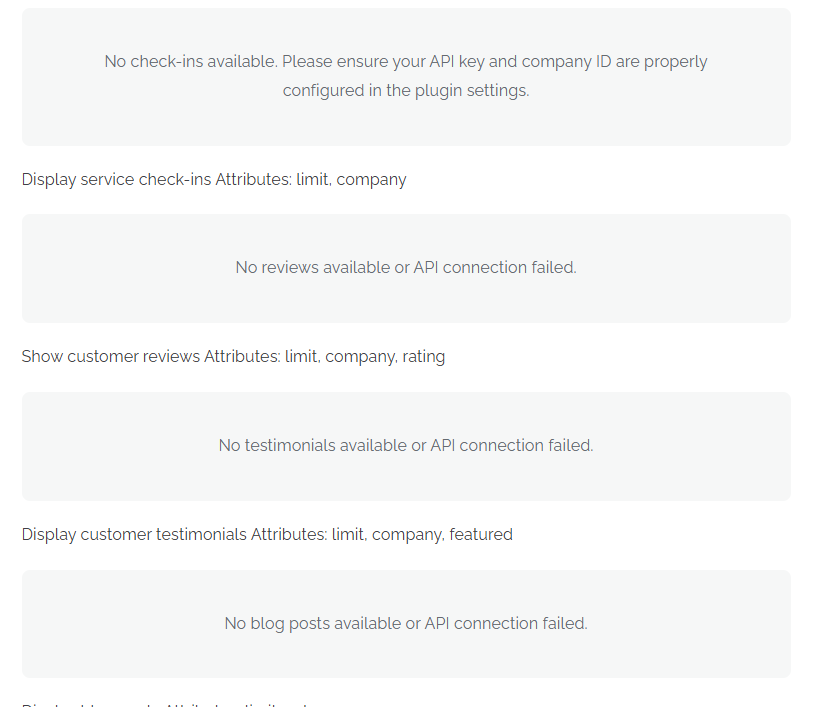 No check-ins available. Please ensure your API key and company ID are properly
configured in the plugin settings.
Display service check-ins Attributes: limit, company
No reviews available or API connection failed.
Show customer reviews Attributes: limit, company, rating
No testimonials available or API connection failed.
Display customer testimonials Attributes: limit, company, featured
No blog posts available or API connection failed.